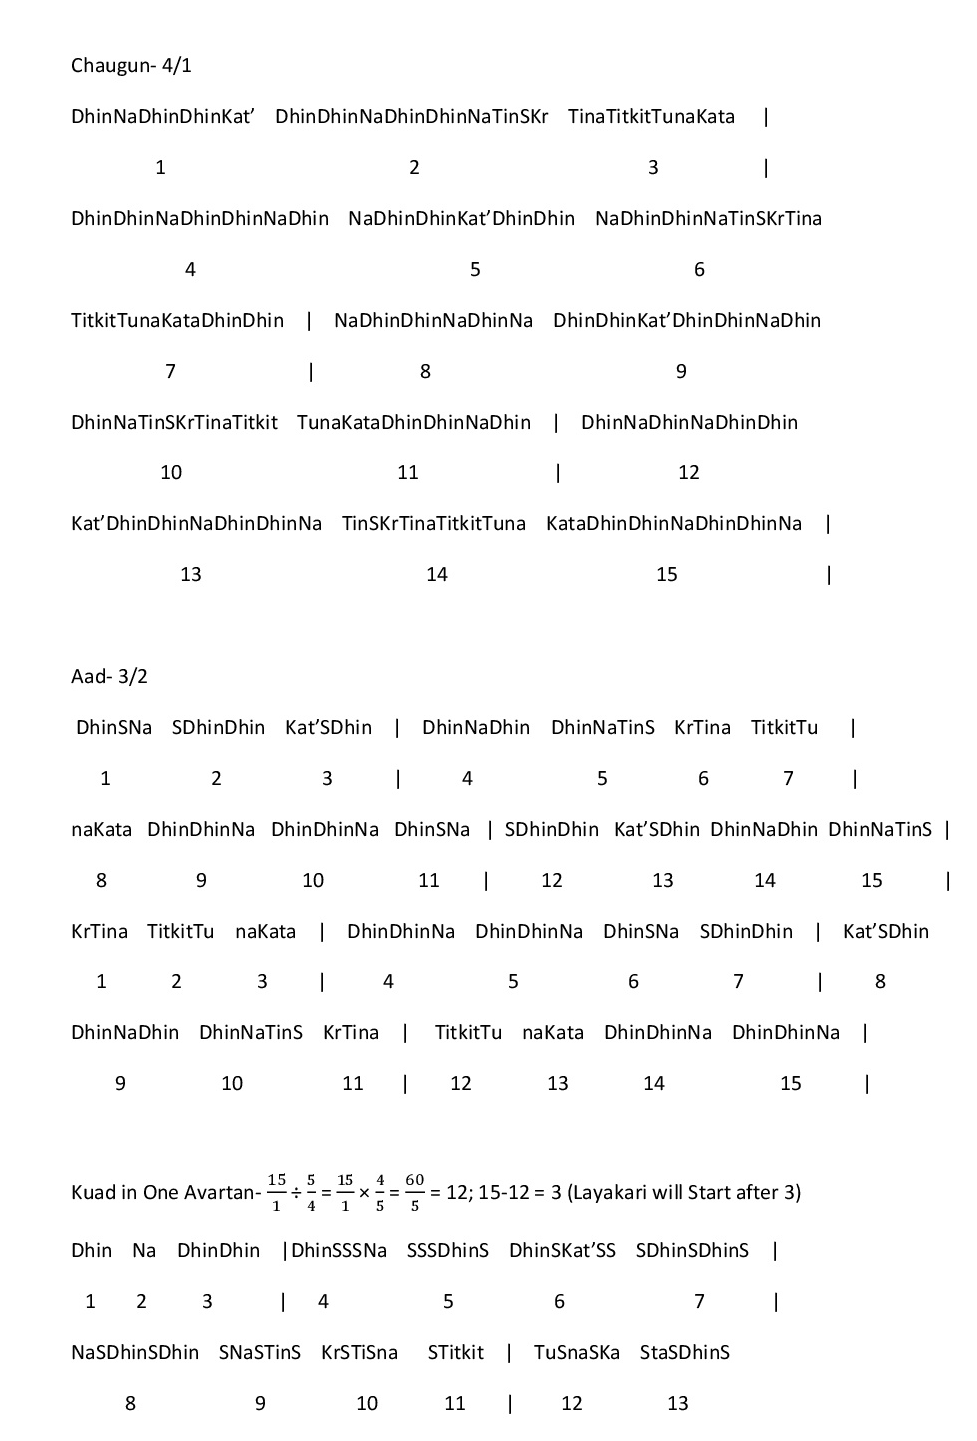 Chaugun- 4/1
DhinNaDhinDhinKat’ DhinDhinNaDhinDhinNaTinSKr TinaTitkitTunaKata |
1 2 3 |
DhinDhinNaDhinDhinNaDhin NaDhinDhinKat’DhinDhin NaDhinDhinNaTinSKrTina
4 5 6
TitkitTunaKataDhinDhin | NaDhinDhinNaDhinNa DhinDhinKat’DhinDhinNaDhin
7 | 8 9
DhinNaTinSKrTinaTitkit TunaKataDhinDhinNaDhin | DhinNaDhinNaDhinDhin
10 11 | 12
Kat’DhinDhinNaDhinDhinNa TinSKrTinaTitkitTuna KataDhinDhinNaDhinDhinNa |
13 14 15 |
Aad- 3/2
DhinSNa SDhinDhin Kat’SDhin | DhinNaDhin DhinNaTinS KrTina TitkitTu |
1 2 3 | 4 5 6 7 |
naKata DhinDhinNa DhinDhinNa DhinSNa | SDhinDhin Kat’SDhin DhinNaDhin DhinNaTinS |
8 9 10 11 | 12 13 14 15 |
KrTina TitkitTu naKata | DhinDhinNa DhinDhinNa DhinSNa SDhinDhin | Kat’SDhin
1 2 3 | 4 5 6 7 | 8
DhinNaDhin DhinNaTinS KrTina | TitkitTu naKata DhinDhinNa DhinDhinNa |
9 10 11 | 12 13 14 15 |
Kuad in One Avartan- 15/1 ÷ 5/4 = 15/1 × 4/5 = 60/5 = 12; 15-12 = 3 (Layakari will Start after 3)
Dhin Na DhinDhin |DhinSSSNa SSSDhinS DhinSKat’SS SDhinSDhinS |
1 2 3 | 4 5 6 7 |
NaSDhinSDhin SNaSTinS KrSTiSna STitkit | TuSnaSKa StaSDhinS
8 9 10 11 | 12 13